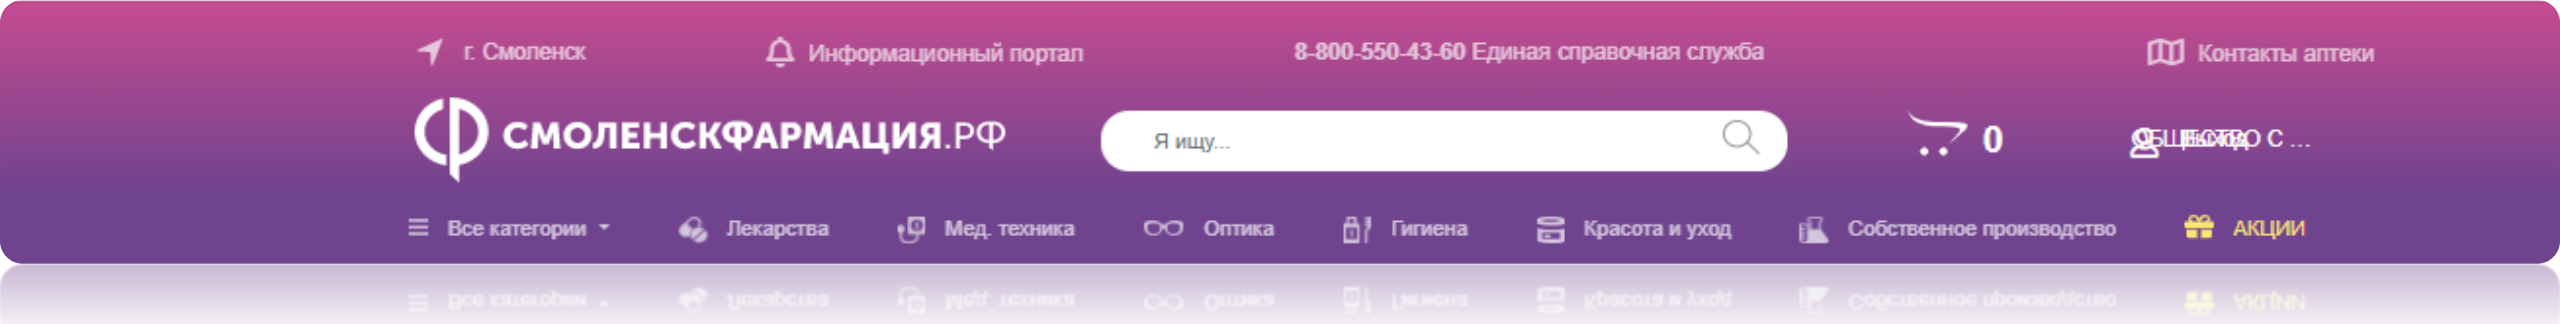 г. Смоленск Информационный портал 8-800-550-43-60 Единая справочная служба Контакты аптеки
СМОЛЕНСКФАРМАЦИЯ.РФ Я ищу... 0 ОБЩЕСТВО С ...
Все категории Лекарства Мед. техника Оптика Гигиена Красота и уход Собственное производство АКЦИИ